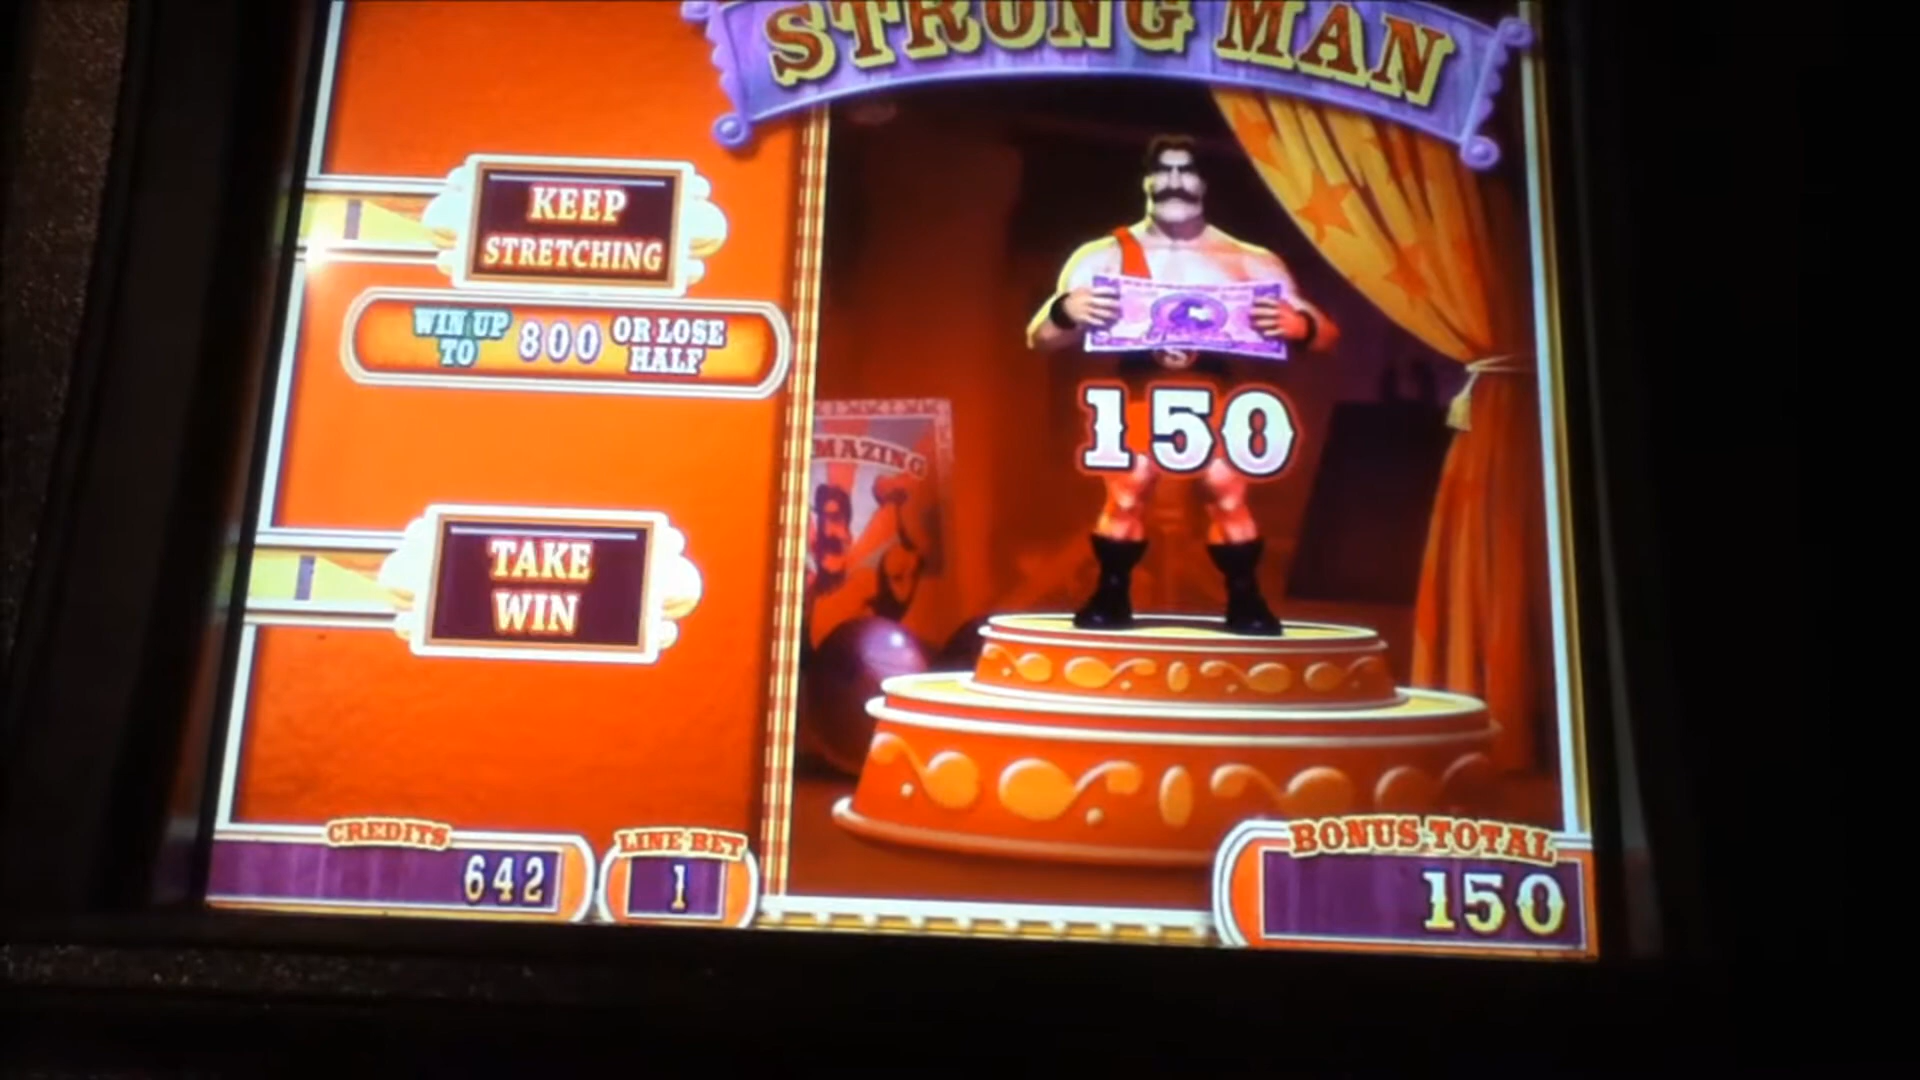 STRONG MAN
KEEP
STRETCHING
WIN UP
TO
800
OR LOSE
HALF
150
MAZING
TAKE
WIN
CREDITS
642
LINE BET
1
BONUS TOTAL
150